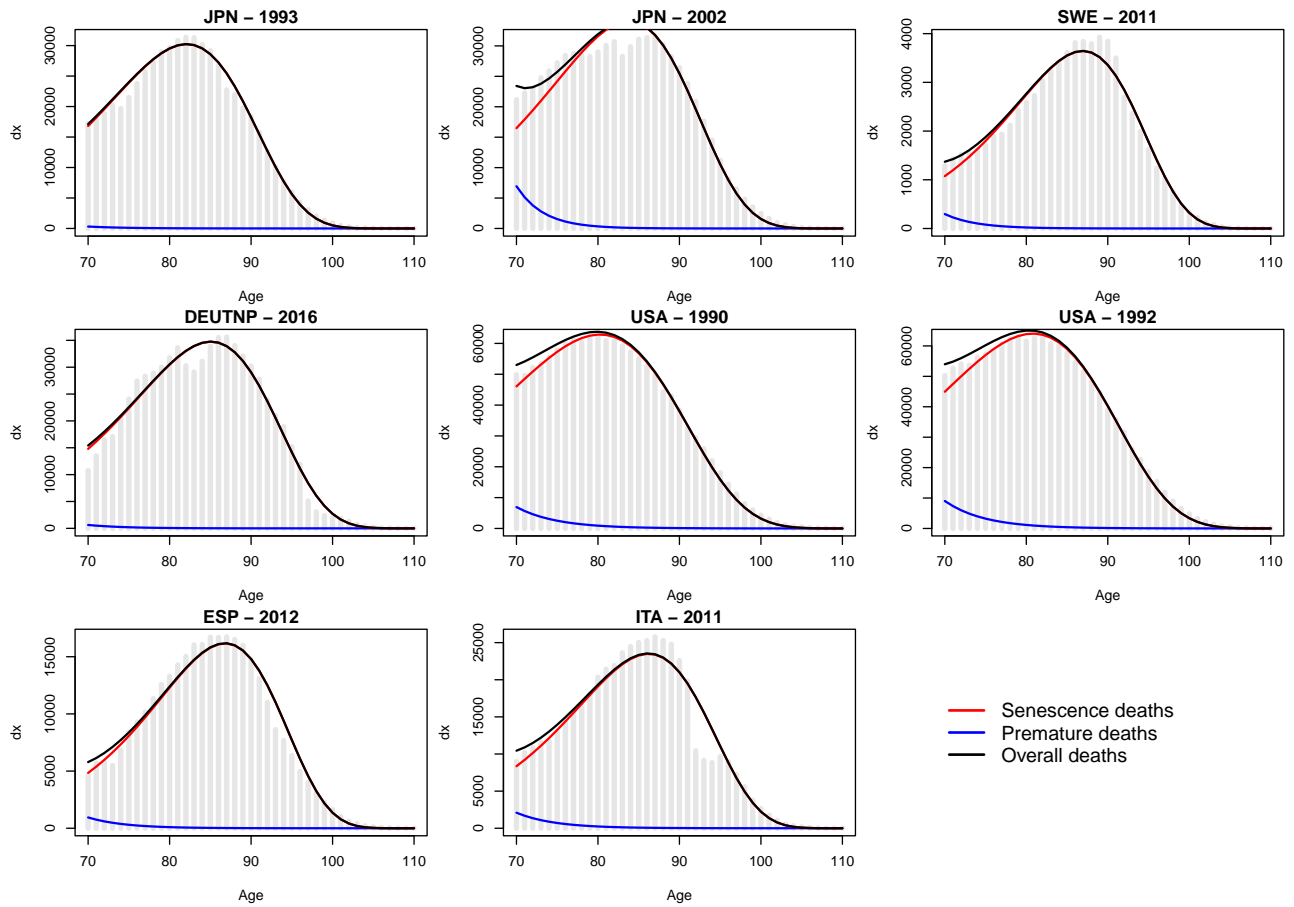 JPN − 1993
dx
0
10000
20000
30000
70
80
90
100
110
Age
JPN − 2002
dx
0
10000
20000
30000
70
80
90
100
110
Age
SWE − 2011
dx
0
1000
2000
3000
4000
70
80
90
100
110
Age
DEUTNP − 2016
dx
0
10000
20000
30000
70
80
90
100
110
Age
USA − 1990
dx
0
20000
40000
60000
70
80
90
100
110
Age
USA − 1992
dx
0
20000
40000
60000
70
80
90
100
110
Age
ESP − 2012
dx
0
5000
10000
15000
70
80
90
100
110
Age
ITA − 2011
dx
0
5000
15000
25000
70
80
90
100
110
Age
Senescence deaths
Premature deaths
Overall deaths